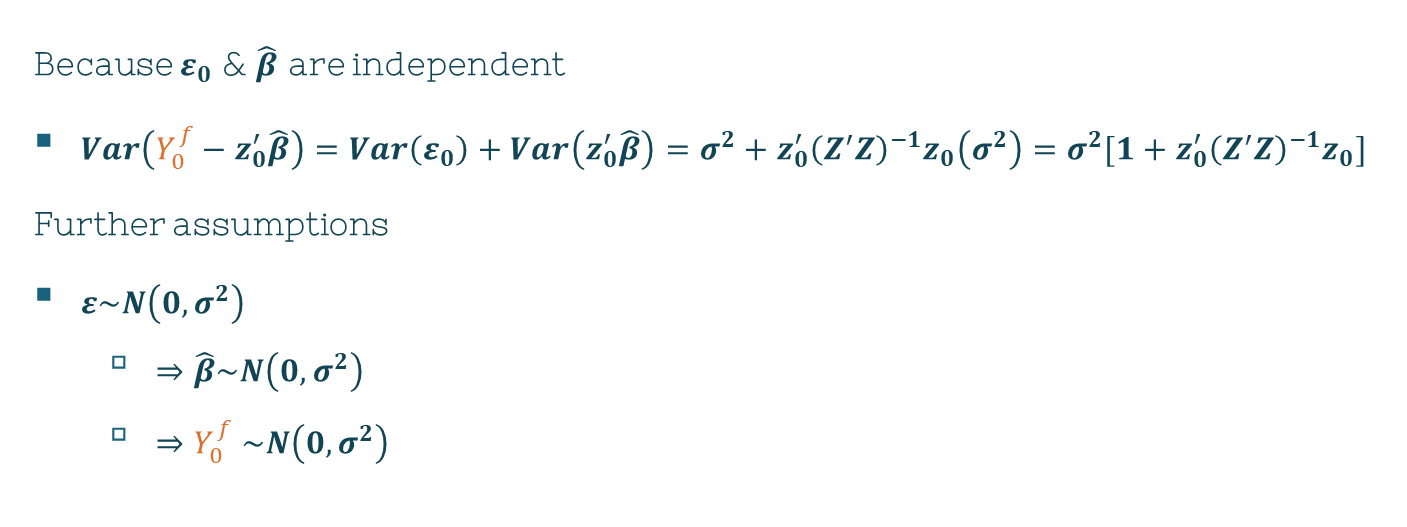 Because ε₀ & β̂ are independent
▪ Var(Y₀ᶠ − z₀′β̂) = Var(ε₀) + Var(z₀′β̂) = σ² + z₀′(Z′Z)⁻¹z₀(σ²) = σ²[1 + z₀′(Z′Z)⁻¹z₀]
Further assumptions
▪ ε~N(0, σ²)
▫ ⇒ β̂~N(0, σ²)
▫ ⇒ Y₀ᶠ ~N(0, σ²)